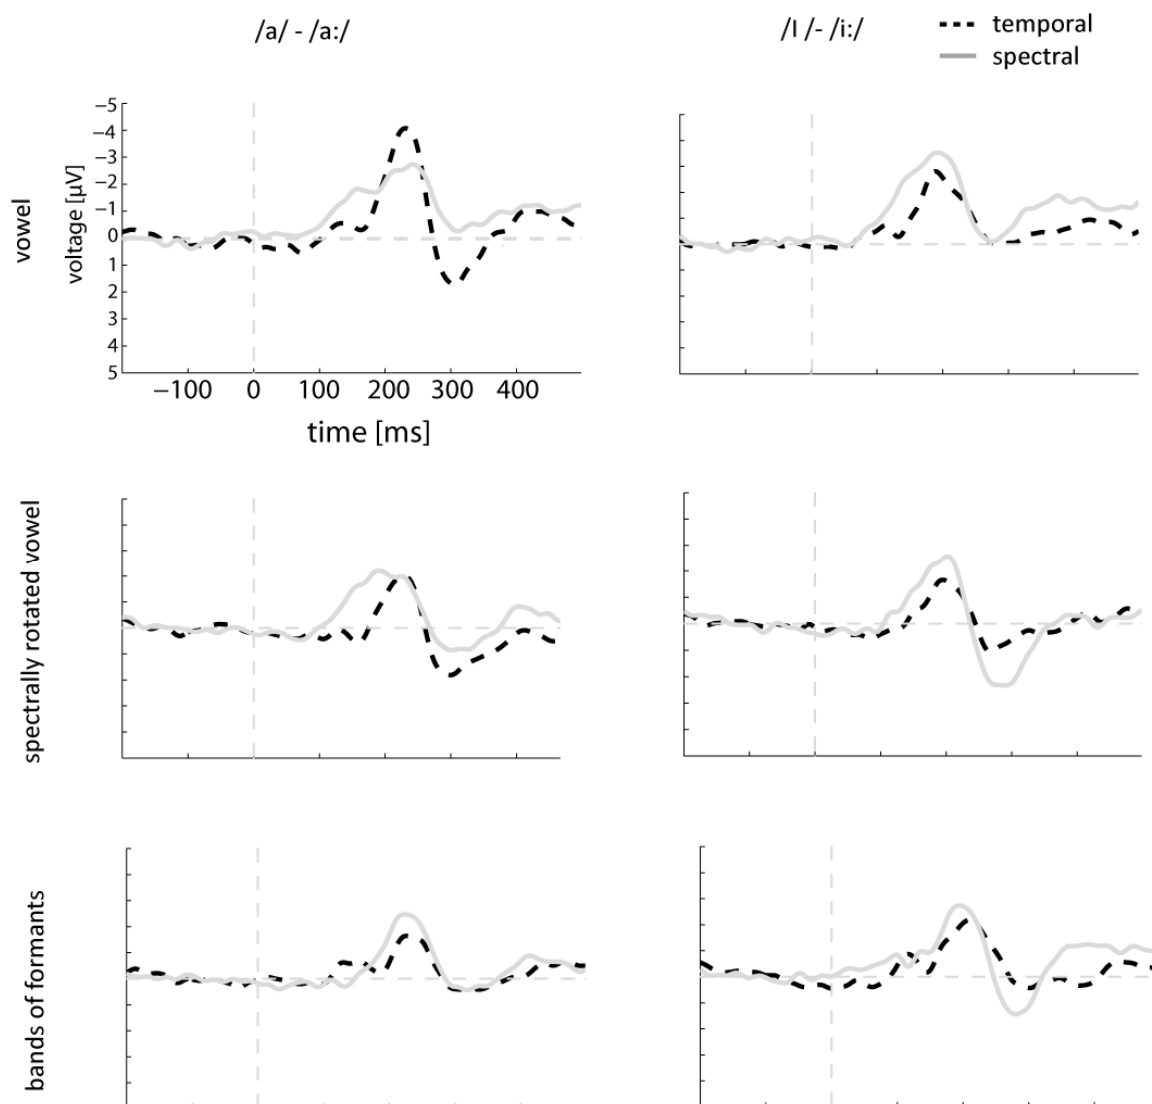 /a/ - /a:/
/I /- /i:/
temporal
spectral
vowel
voltage [µV]
−5
−4
−3
−2
−1
0
1
2
3
4
5
−100 0 100 200 300 400
time [ms]
spectrally rotated vowel
bands of formants